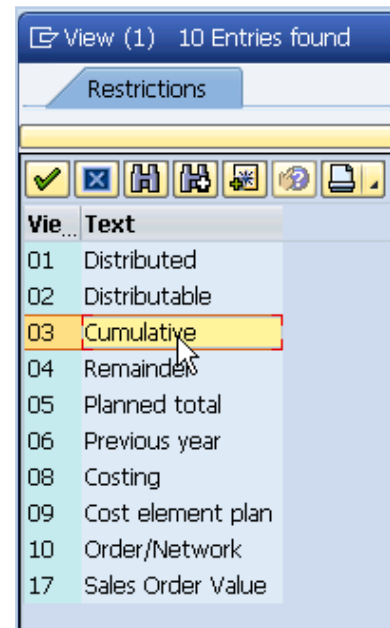 View (1) 10 Entries found
Restrictions
Vie... Text
01 Distributed
02 Distributable
03 Cumulative
04 Remainder
05 Planned total
06 Previous year
08 Costing
09 Cost element plan
10 Order/Network
17 Sales Order Value